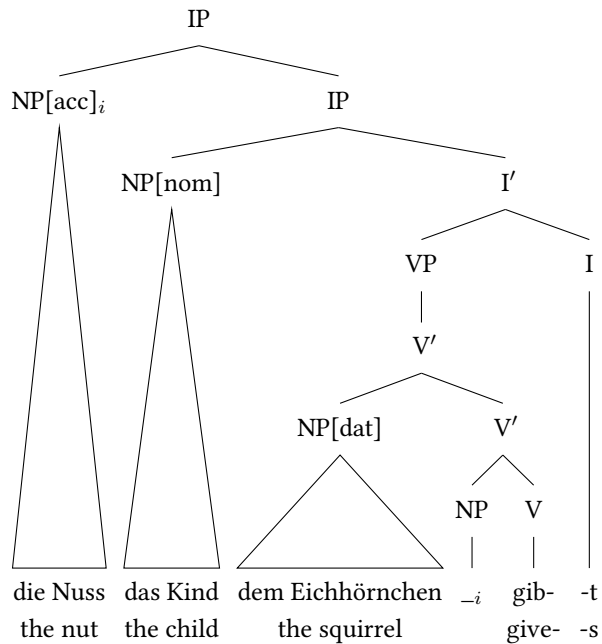 IP
NP[acc]i IP
NP[nom] I′
VP I
V′
NP[dat] V′
NP V
die Nuss das Kind dem Eichhörnchen _i gib- -t
the nut the child the squirrel give- -s